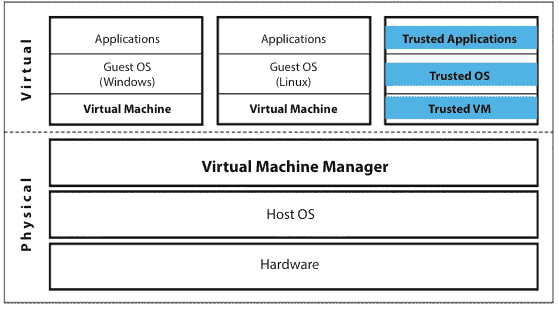 Virtual
Applications
Guest OS
(Windows)
Virtual Machine
Applications
Guest OS
(Linux)
Virtual Machine
Trusted Applications
Trusted OS
Trusted VM
Physical
Virtual Machine Manager
Host OS
Hardware